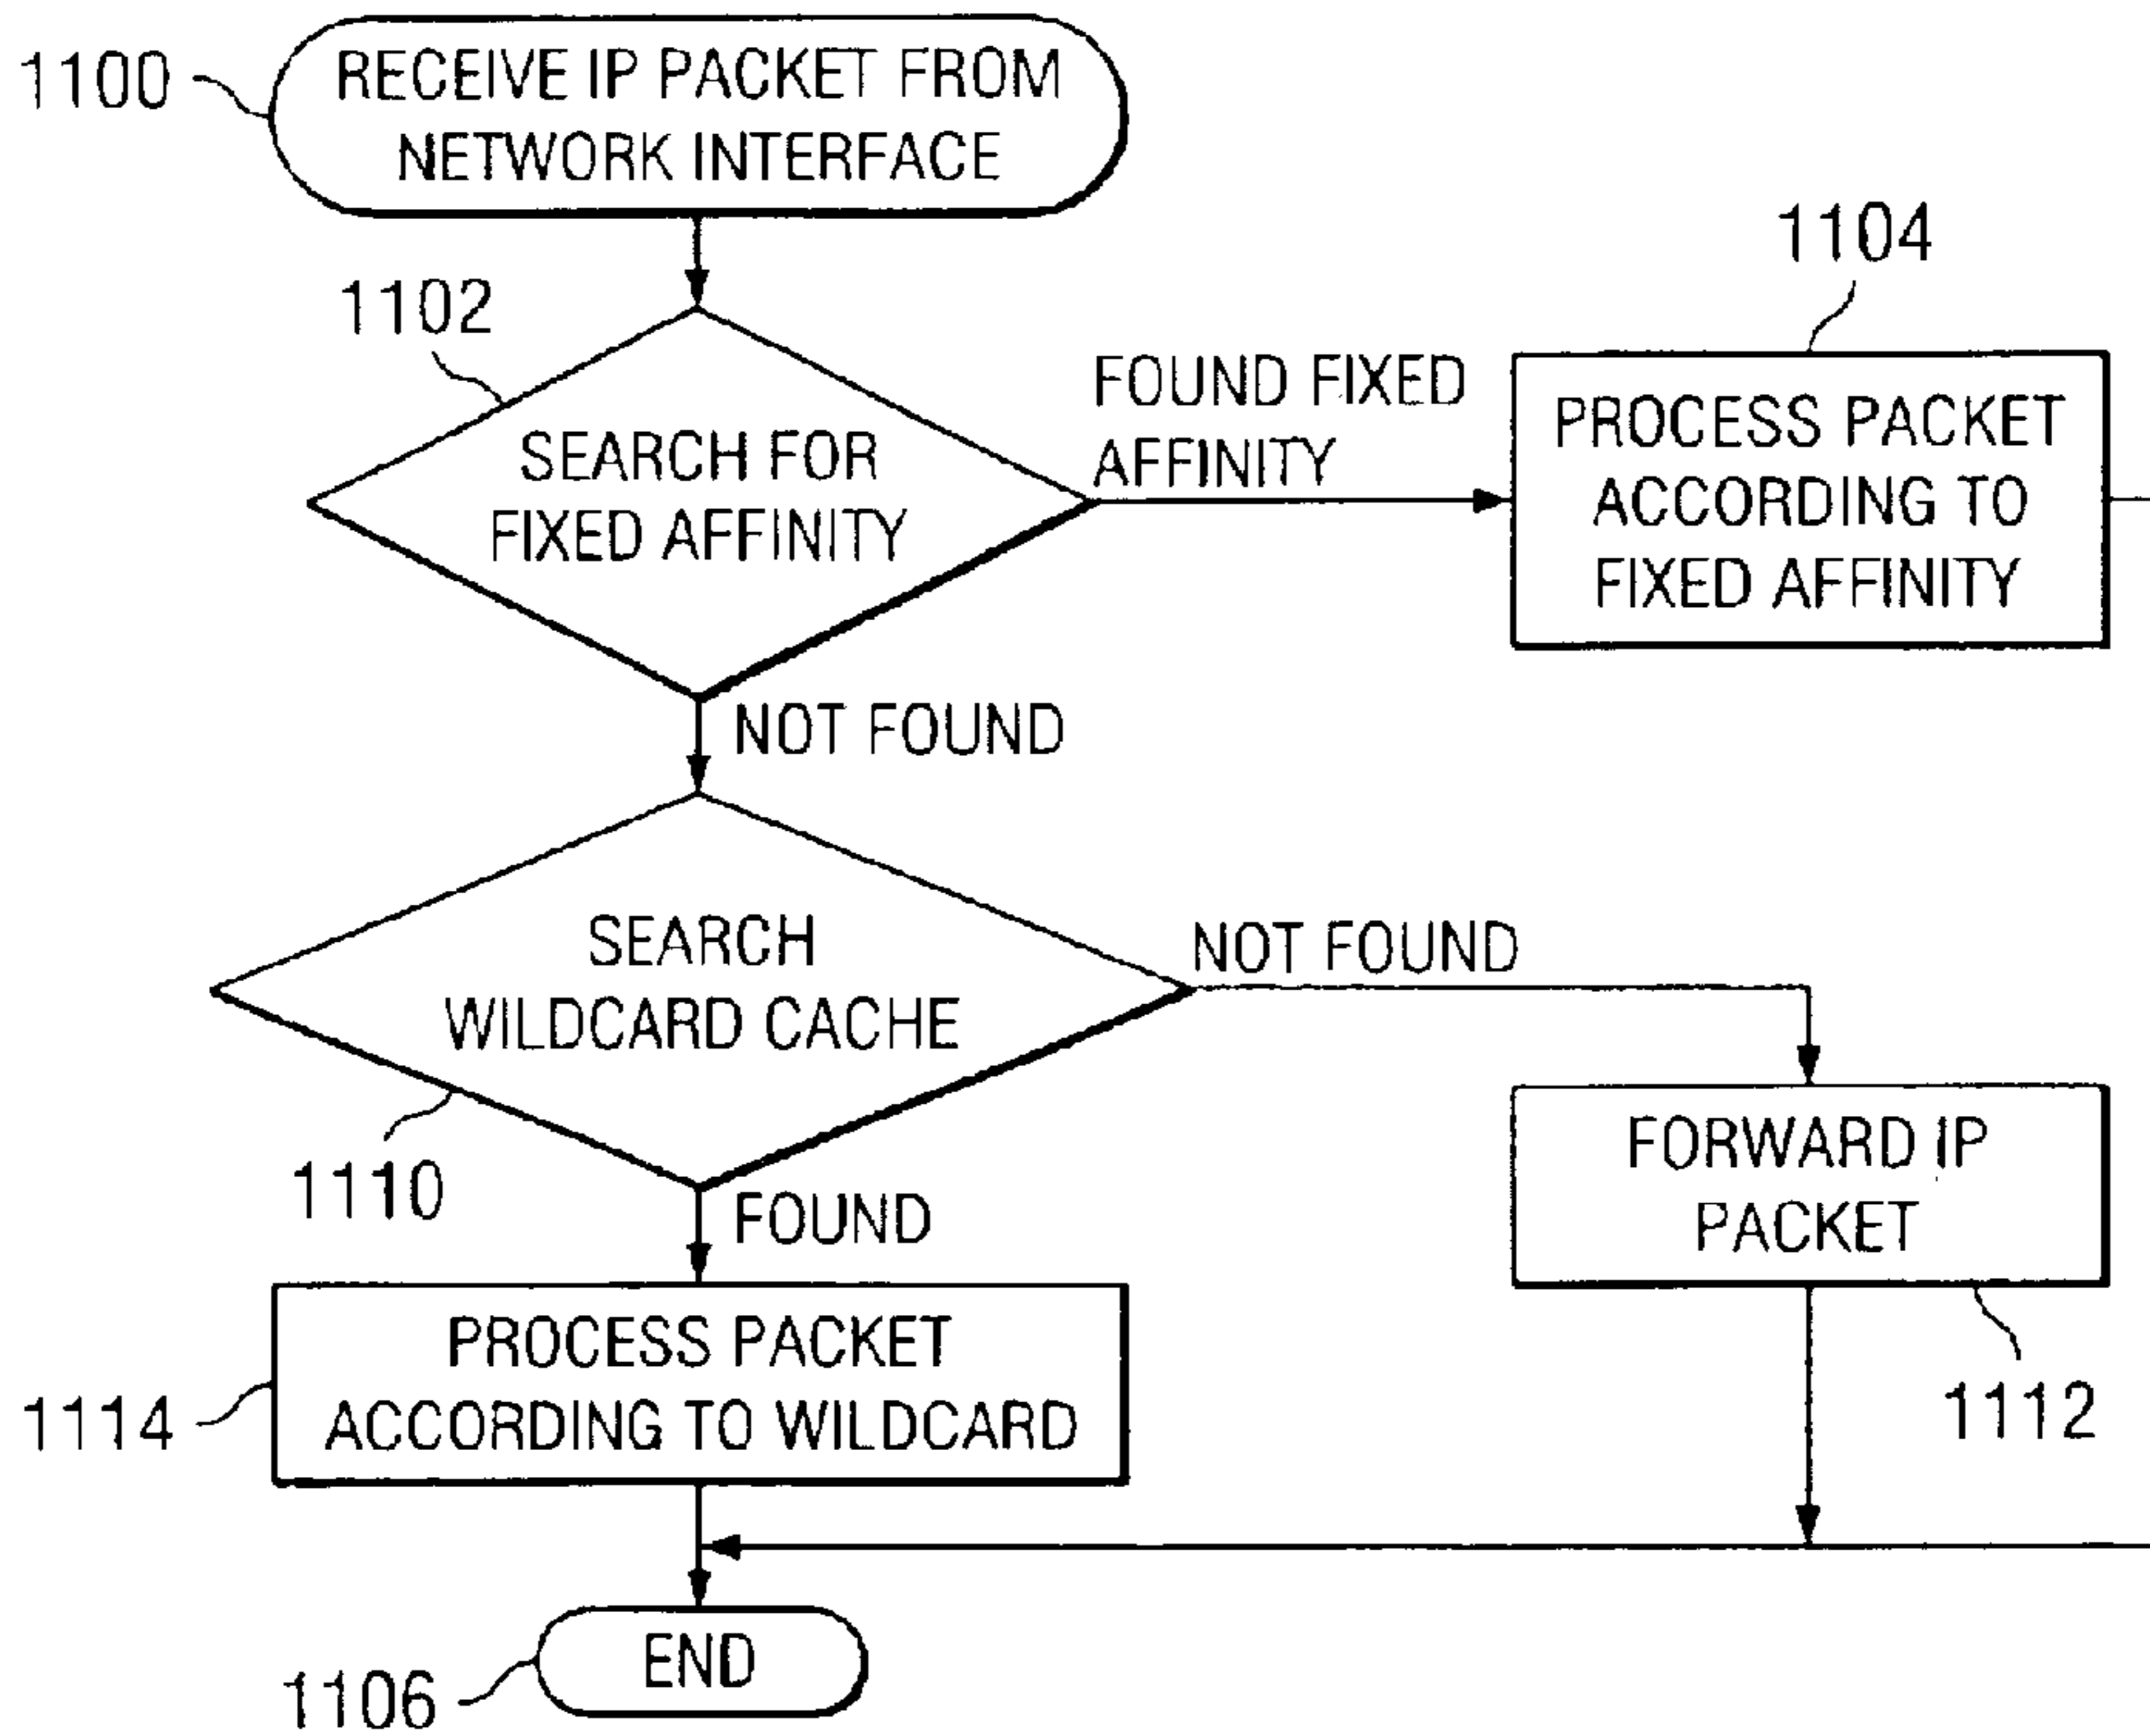 1100
RECEIVE IP PACKET FROM
NETWORK INTERFACE
1102
SEARCH FOR
FIXED AFFINITY
FOUND FIXED
AFFINITY
1104
PROCESS PACKET
ACCORDING TO
FIXED AFFINITY
NOT FOUND
SEARCH
WILDCARD CACHE
1110
NOT FOUND
FORWARD IP
PACKET
1112
FOUND
PROCESS PACKET
ACCORDING TO WILDCARD
1114
END
1106